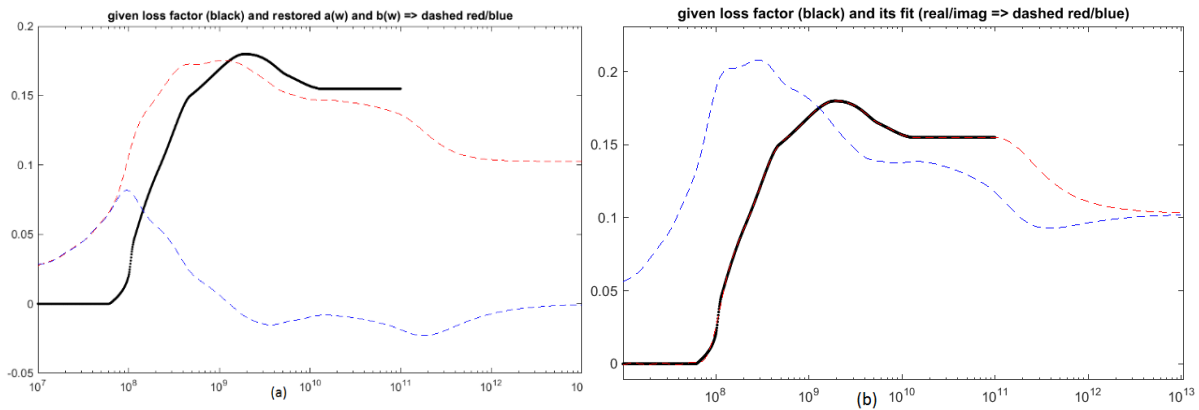 given loss factor (black) and restored a(w) and b(w) => dashed red/blue
0.2
0.15
0.1
0.05
0
-0.05
10^7 10^8 10^9 10^10 10^11 10^12 10
(a)
given loss factor (black) and its fit (real/imag => dashed red/blue)
0.2
0.15
0.1
0.05
0
10^8 10^9 10^10 10^11 10^12 10^13
(b)